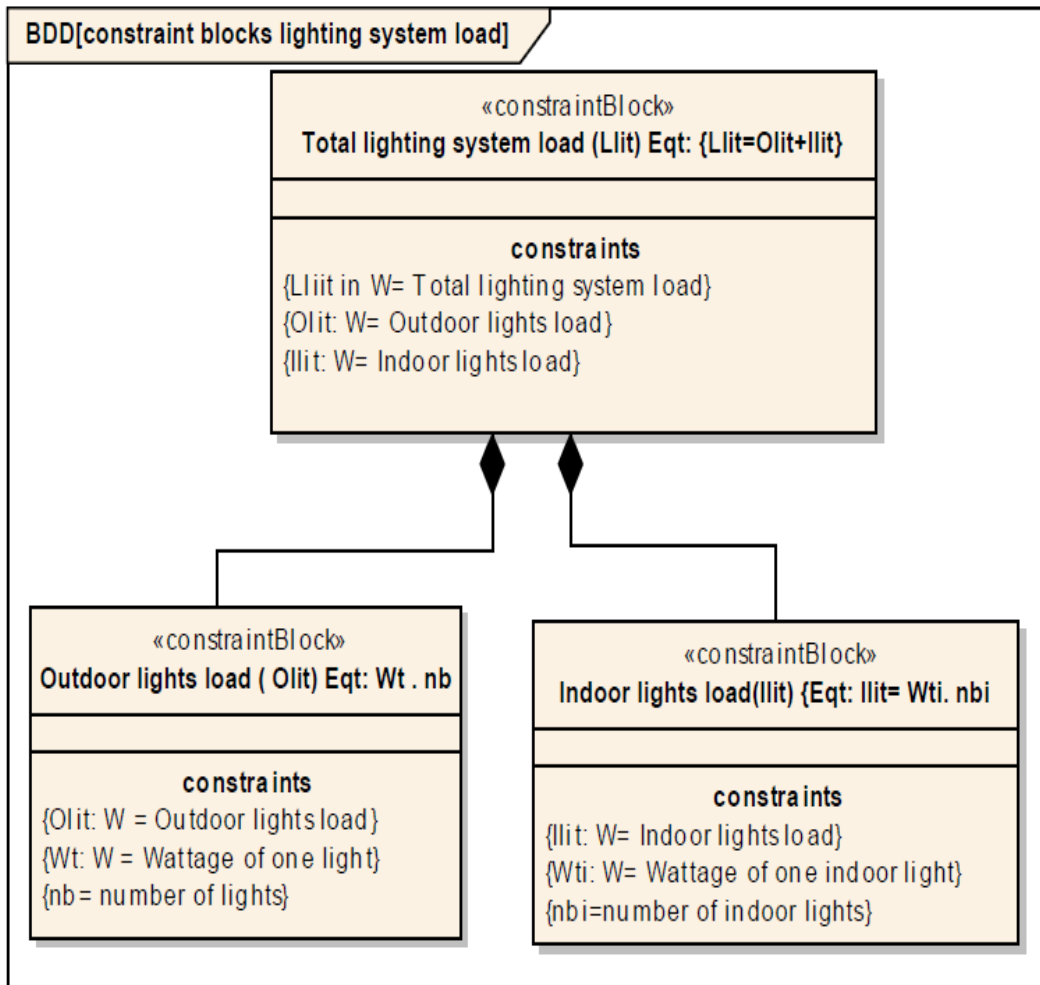 BDD[constraint blocks lighting system load]
«constraintBlock»
Total lighting system load (Llit) Eqt: {Llit=Olit+Ilit}
constraints
{Lliit in W= Total lighting system load}
{Olit: W= Outdoor lights load}
{Ilit: W= Indoor lights load}
«constraintBlock»
Outdoor lights load ( Olit) Eqt: Wt . nb
constraints
{Olit: W = Outdoor lights load}
{Wt: W = Wattage of one light}
{nb= number of lights}
«constraintBlock»
Indoor lights load(Ilit) {Eqt: Ilit= Wti. nbi
constraints
{Ilit: W= Indoor lights load}
{Wti: W= Wattage of one indoor light}
{nbi=number of indoor lights}